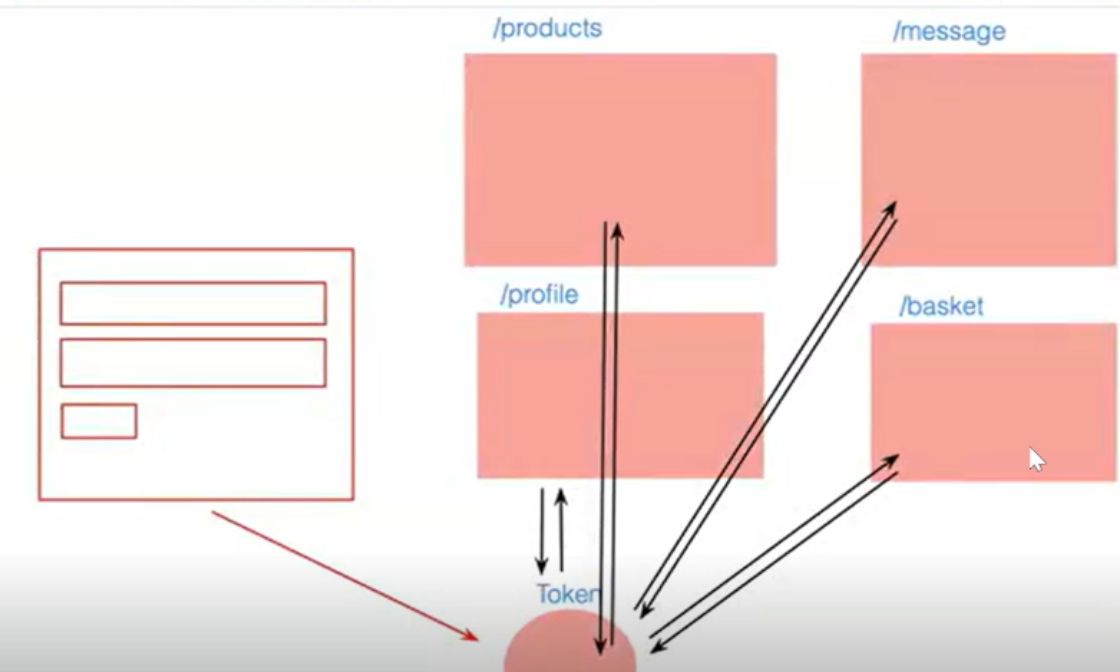 /products
/message
/profile
/basket
Token